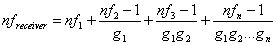 nf_receiver = nf_1 + (nf_2 − 1)/g_1 + (nf_3 − 1)/(g_1 g_2) + (nf_n − 1)/(g_1 g_2 ... g_n)